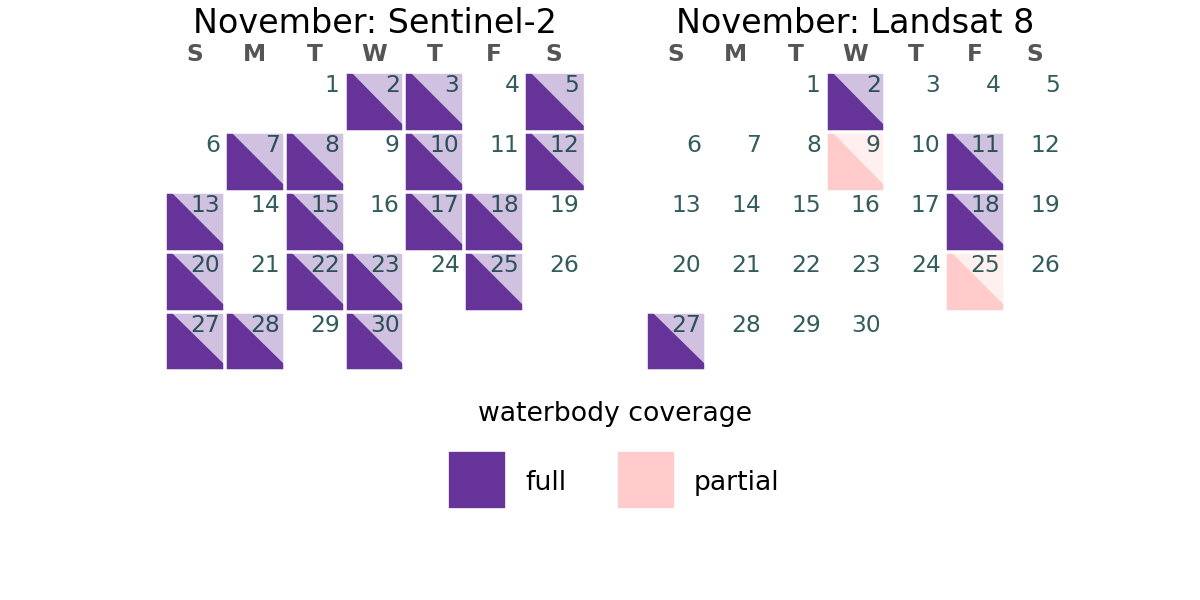 November: Sentinel-2
S M T W T F S
1 2 3 4 5
6 7 8 9 10 11 12
13 14 15 16 17 18 19
20 21 22 23 24 25 26
27 28 29 30
November: Landsat 8
S M T W T F S
1 2 3 4 5
6 7 8 9 10 11 12
13 14 15 16 17 18 19
20 21 22 23 24 25 26
27 28 29 30
waterbody coverage
full
partial